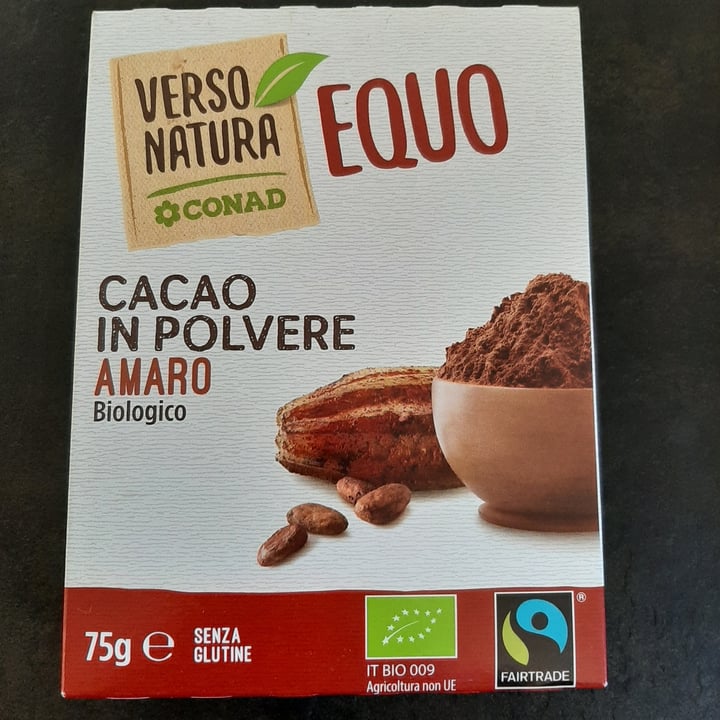 VERSO
NATURA
CONAD
EQUO
CACAO
IN POLVERE
AMARO
Biologico
75g ℮
SENZA
GLUTINE
IT BIO 009
Agricoltura non UE
FAIRTRADE
®